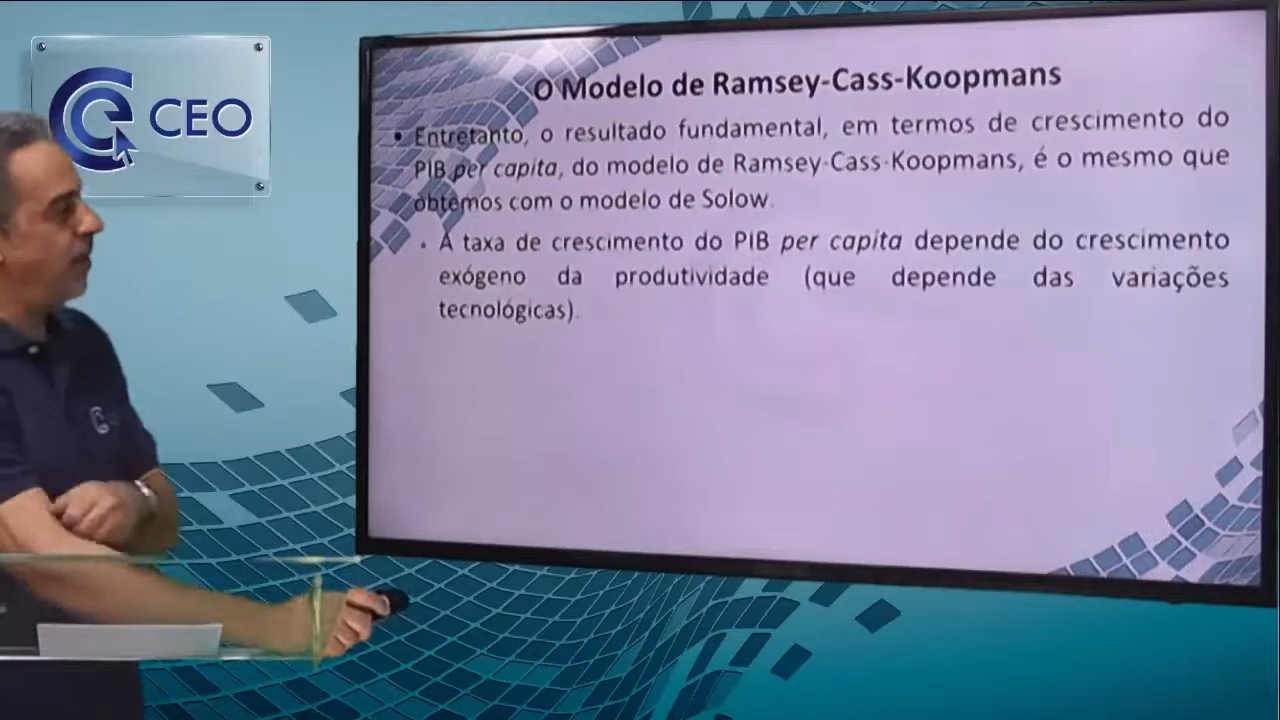 CEO
O Modelo de Ramsey-Cass-Koopmans
• Entretanto, o resultado fundamental, em termos de crescimento do
PIB per capita, do modelo de Ramsey-Cass-Koopmans, é o mesmo que
obtemos com o modelo de Solow.
• A taxa de crescimento do PIB per capita depende do crescimento
exógeno da produtividade (que depende das variações
tecnológicas).